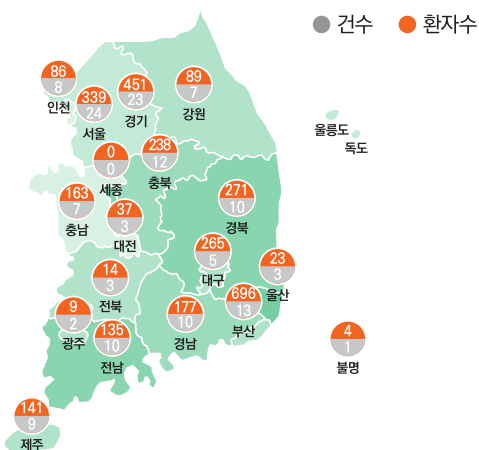 건수 환자수
86
8
인천
339
24
서울
451
23
경기
89
7
강원
울릉도
독도
0
0
세종
238
12
충북
163
7
충남
37
3
대전
271
10
경북
265
5
대구
23
3
울산
14
3
전북
696
13
부산
9
2
광주
135
10
전남
177
10
경남
4
1
불명
141
9
제주